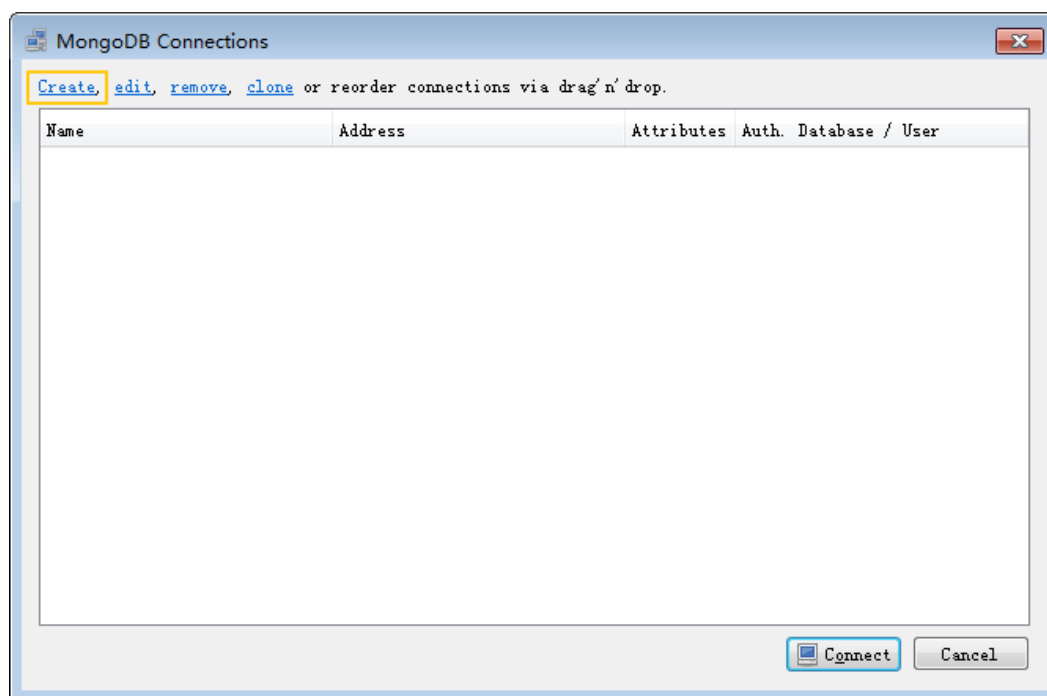 MongoDB Connections
Create, edit, remove, clone or reorder connections via drag'n'drop.
Name Address Attributes Auth. Database / User
Connect Cancel